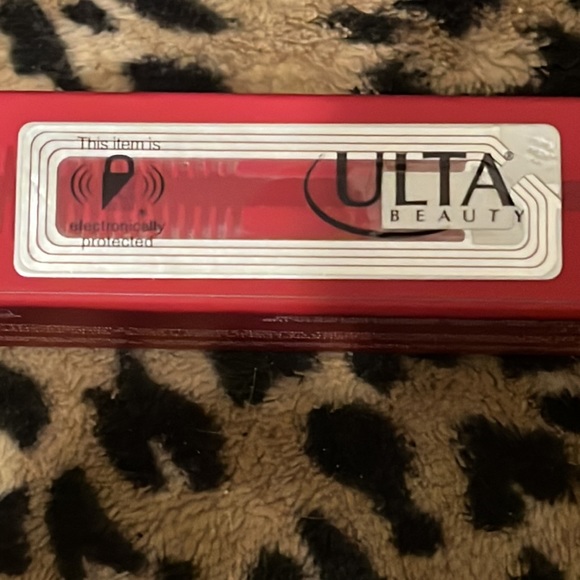 This item is
electronically
protected
ULTA®
BEAUTY